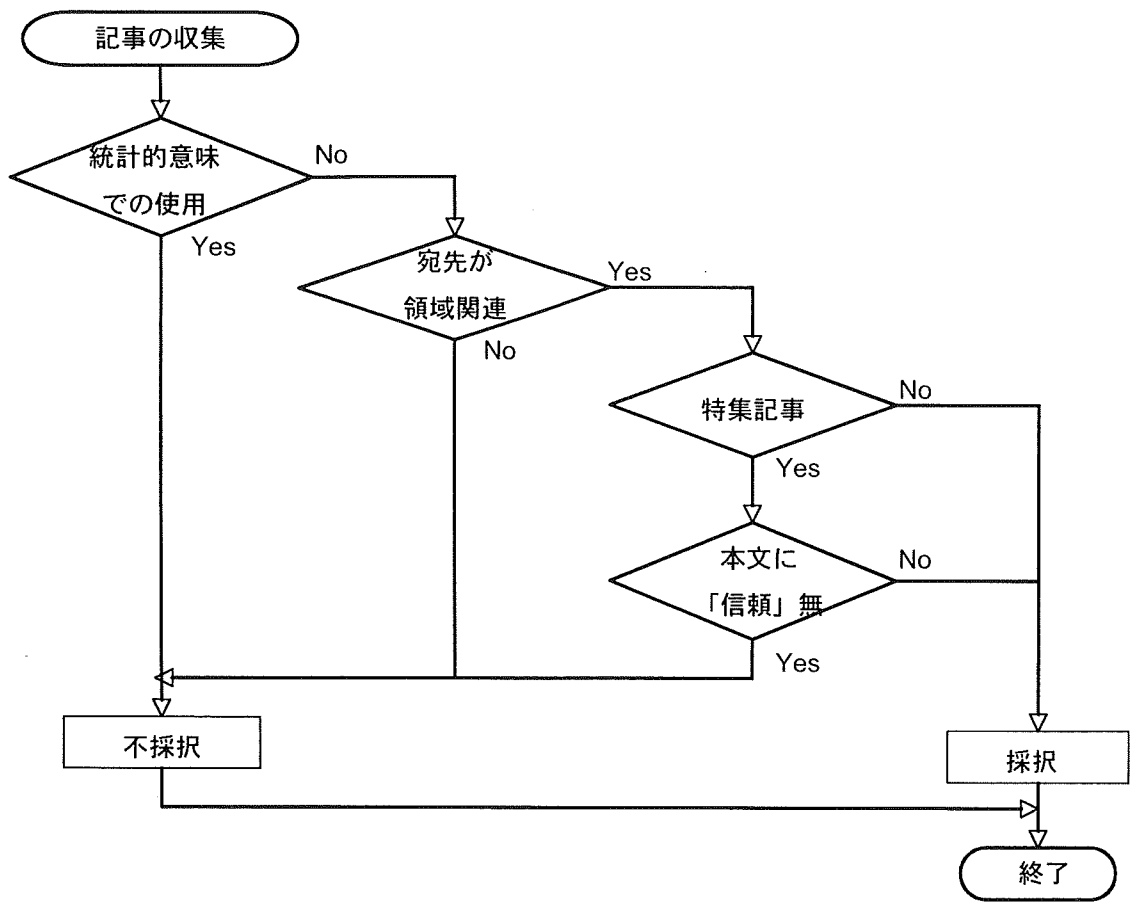 記事の収集
統計的意味
での使用
No
Yes
宛先が
領域関連
Yes
No
特集記事
No
Yes
本文に
「信頼」無
No
Yes
不採択
採択
終了